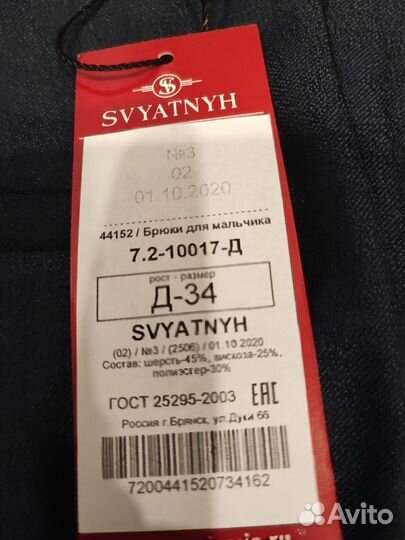 SVYATNYH
№3
02
01.10.2020
44152 / Брюки для мальчика
7.2-10017-Д
рост - размер
Д-34
SVYATNYH
(02) / №3 / (2506) / 01.10.2020
Состав: шерсть-45%, вискоза-25%,
полиэстер-30%
ГОСТ 25295-2003 ЕАС
Россия г.Брянск, ул.Дуки 66
7200441520734162
Avito